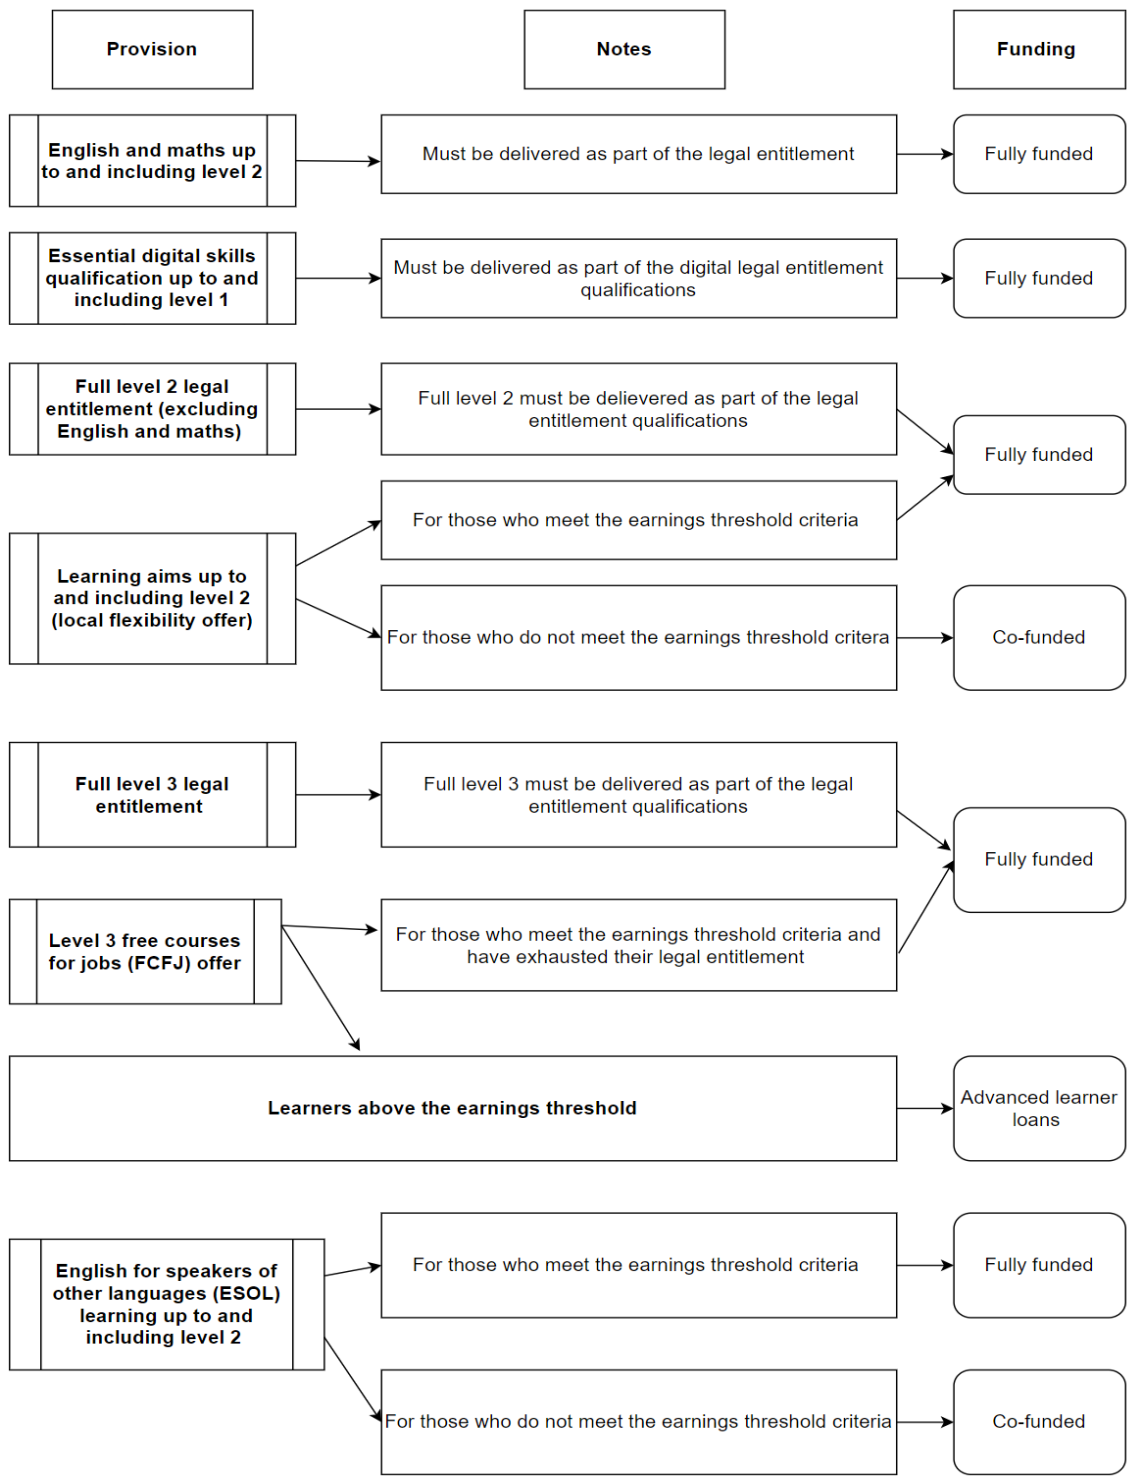 Provision
Notes
Funding
English and maths up
to and including level 2
Must be delivered as part of the legal entitlement
Fully funded
Essential digital skills
qualification up to and
including level 1
Must be delivered as part of the digital legal entitlement
qualifications
Fully funded
Full level 2 legal
entitlement (excluding
English and maths)
Full level 2 must be delievered as part of the legal
entitlement qualifications
Fully funded
Learning aims up to
and including level 2
(local flexibility offer)
For those who meet the earnings threshold criteria
For those who do not meet the earnings threshold critera
Co-funded
Full level 3 legal
entitlement
Full level 3 must be delivered as part of the legal
entitlement qualifications
Fully funded
Level 3 free courses
for jobs (FCFJ) offer
For those who meet the earnings threshold criteria and
have exhausted their legal entitlement
Learners above the earnings threshold
Advanced learner
loans
English for speakers of
other languages (ESOL)
learning up to and
including level 2
For those who meet the earnings threshold criteria
Fully funded
For those who do not meet the earnings threshold criteria
Co-funded